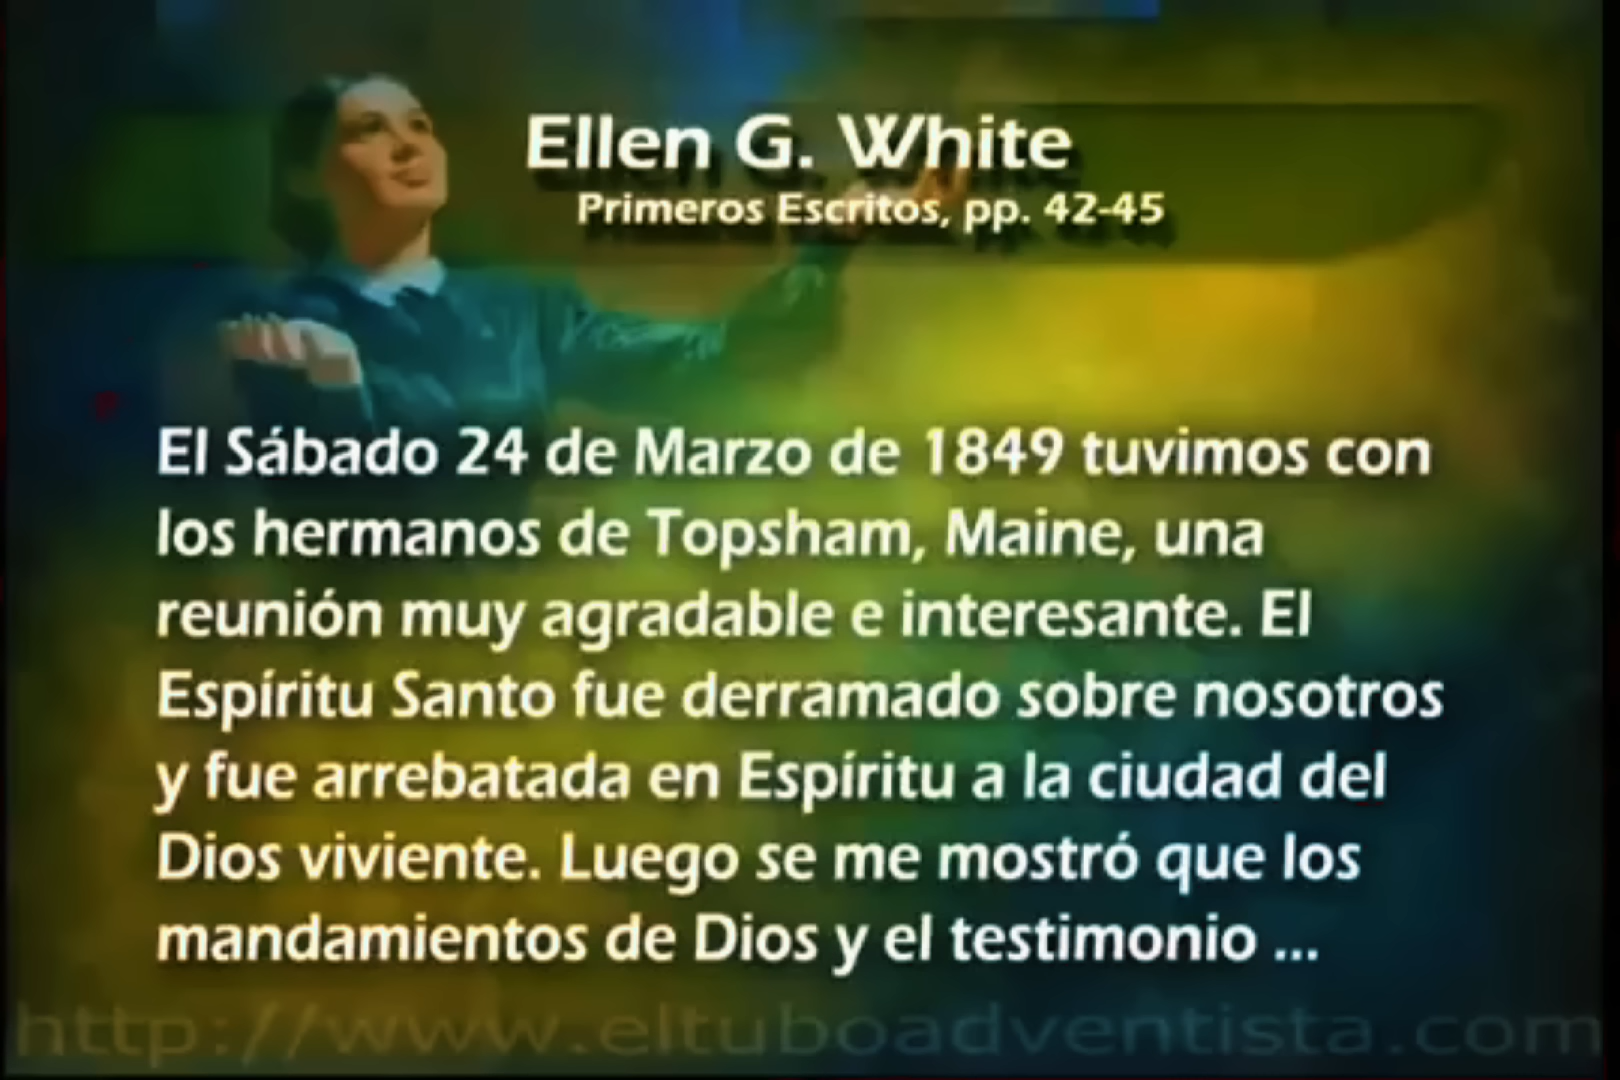 Ellen G. White
Primeros Escritos, pp. 42-45
El Sábado 24 de Marzo de 1849 tuvimos con
los hermanos de Topsham, Maine, una
reunión muy agradable e interesante. El
Espíritu Santo fue derramado sobre nosotros
y fue arrebatada en Espíritu a la ciudad del
Dios viviente. Luego se me mostró que los
mandamientos de Dios y el testimonio ...
http://www.eltuboadventista.com